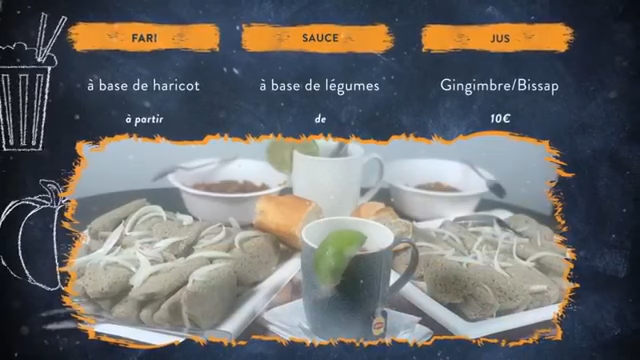 FARI SAUCE JUS
à base de haricot à base de légumes Gingimbre/Bissap
à partir de 10€